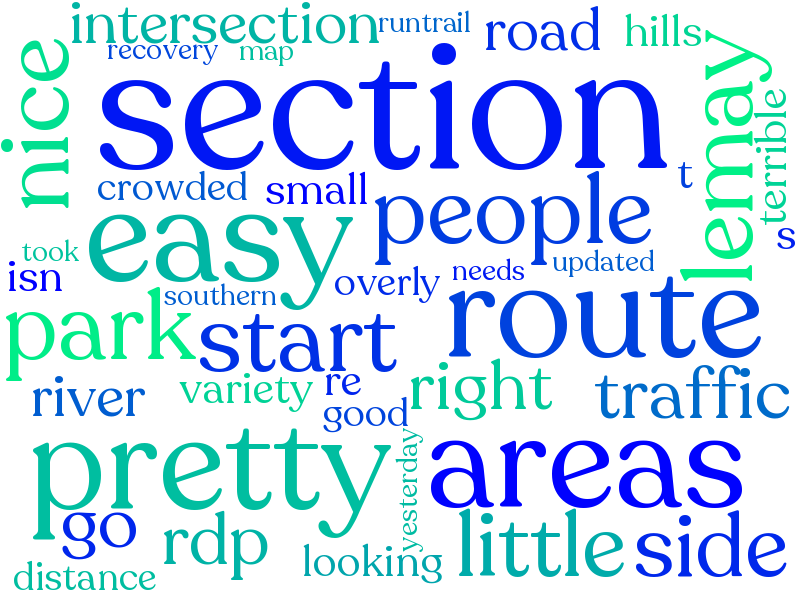 intersection
runtrail
road
hills
recovery
map
nice
section
lemay
terrible
t
crowded
small
people
s
easy
took
isn
southern
overly
needs
updated
park
start
route
river
variety
re
good
right
traffic
pretty
yesterday
areas
go
rdp
looking
little
side
distance